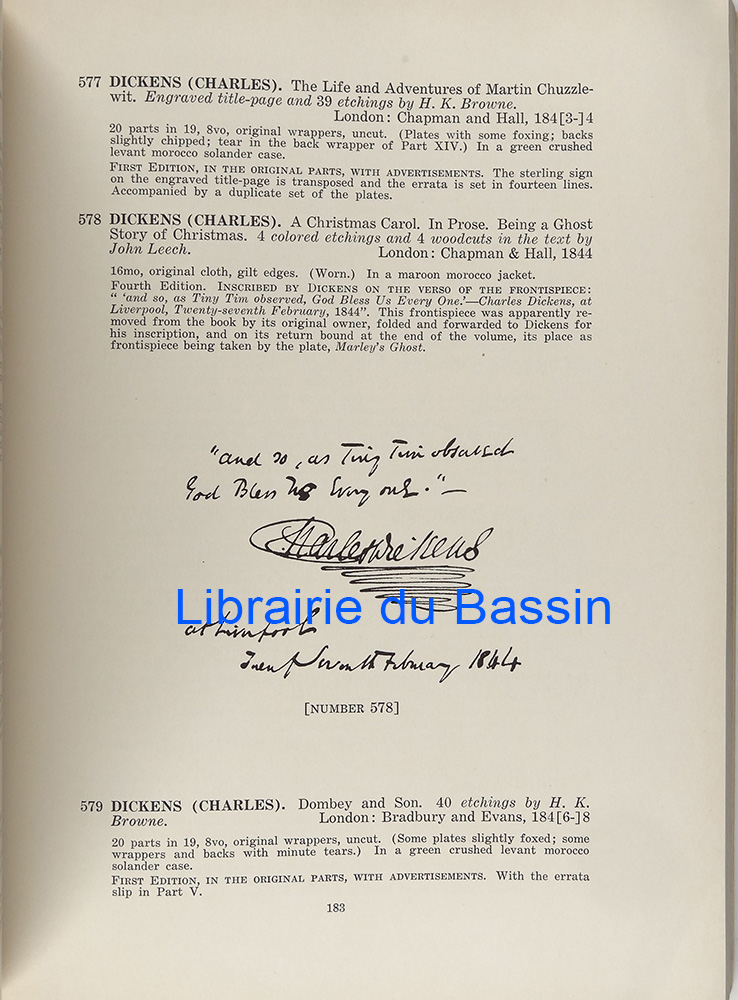 577 DICKENS (CHARLES). The Life and Adventures of Martin Chuzzle-
wit. Engraved title-page and 39 etchings by H. K. Browne.
London: Chapman and Hall, 184[3-]4
20 parts in 19, 8vo, original wrappers, uncut. (Plates with some foxing; backs
slightly chipped; tear in the back wrapper of Part XIV.) In a green crushed
levant morocco solander case.
FIRST EDITION, IN THE ORIGINAL PARTS, WITH ADVERTISEMENTS. The sterling sign
on the engraved title-page is transposed and the errata is set in fourteen lines.
Accompanied by a duplicate set of the plates.
578 DICKENS (CHARLES). A Christmas Carol. In Prose. Being a Ghost
Story of Christmas. 4 colored etchings and 4 woodcuts in the text by
John Leech. London: Chapman & Hall, 1844
16mo, original cloth, gilt edges. (Worn.) In a maroon morocco jacket.
Fourth Edition. INSCRIBED BY DICKENS ON THE VERSO OF THE FRONTISPIECE:
" 'and so, as Tiny Tim observed, God Bless Us Every One.'—Charles Dickens, at
Liverpool, Twenty-seventh February, 1844". This frontispiece was apparently re-
moved from the book by its original owner, folded and forwarded to Dickens for
his inscription, and on its return bound at the end of the volume, its place as
frontispiece being taken by the plate, Marley's Ghost.
"and so, as Tiny Tim observed
God Bless Us Every one."—
Charles Dickens
Librairie du Bassin
at Liverpool
Twenty Seventh February 1844
[NUMBER 578]
579 DICKENS (CHARLES). Dombey and Son. 40 etchings by H. K.
Browne. London: Bradbury and Evans, 184[6-]8
20 parts in 19, 8vo, original wrappers, uncut. (Some plates slightly foxed; some
wrappers and backs with minute tears.) In a green crushed levant morocco
solander case.
FIRST EDITION, IN THE ORIGINAL PARTS, WITH ADVERTISEMENTS. With the errata
slip in Part V.
183